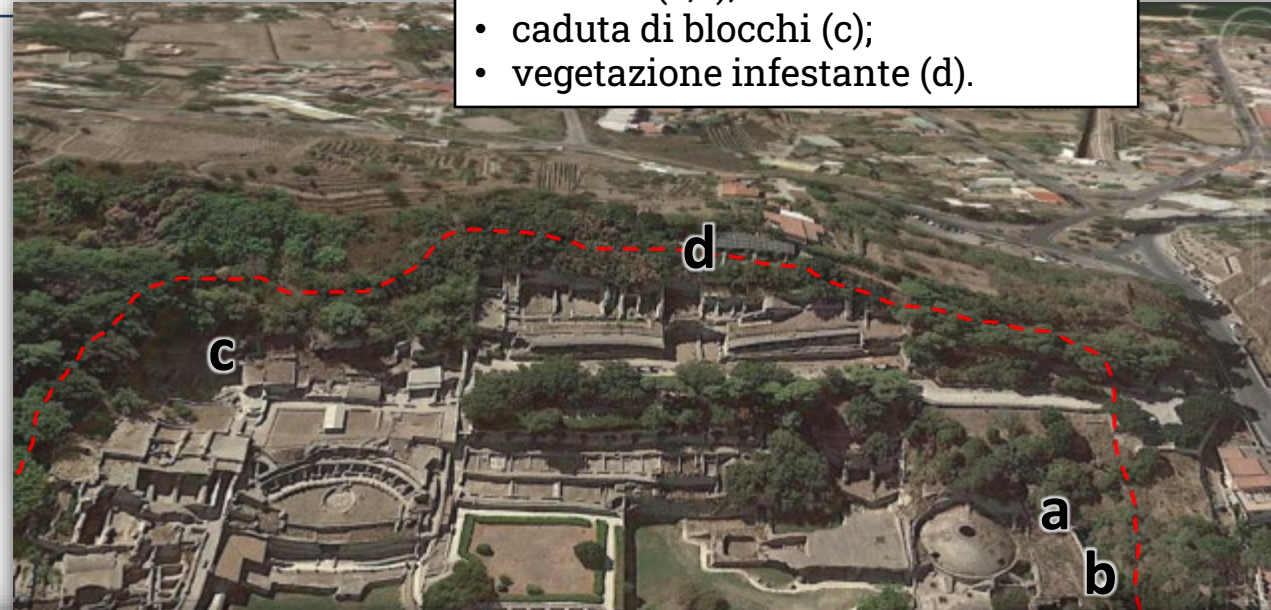 • caduta di blocchi (c);
• vegetazione infestante (d).
d
c
a
b